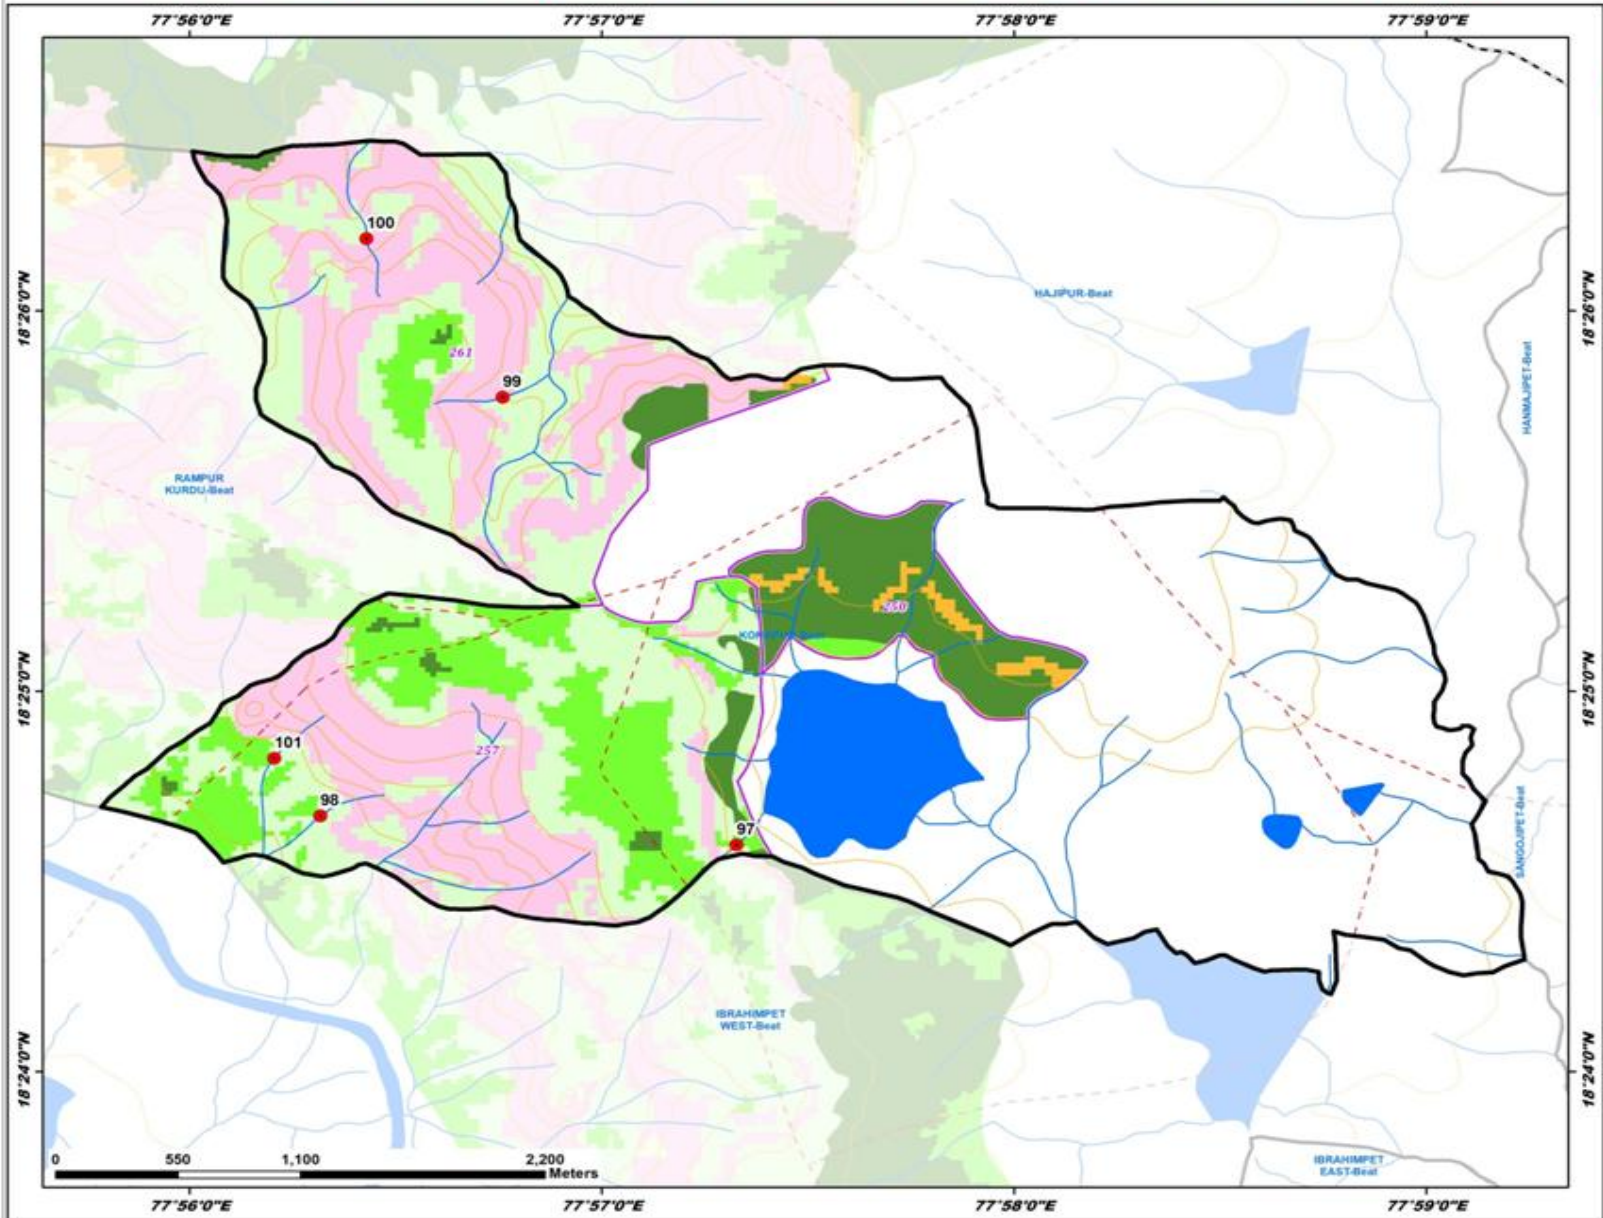 77°56'0"E 77°57'0"E 77°58'0"E 77°59'0"E
100
18°26'0"N
18°26'0"N
HAJIPUR-Beat
261
HANMAJIPET-Beat
99
RAMPUR
KURDU-Beat
250
18°25'0"N
18°25'0"N
101
257
98
97
SANGOJIPET-Beat
IBRAHIMPET
WEST-Beat
18°24'0"N
18°24'0"N
0 550 1,100 2,200
Meters
IBRAHIMPET
EAST-Beat
77°56'0"E 77°57'0"E 77°58'0"E 77°59'0"E